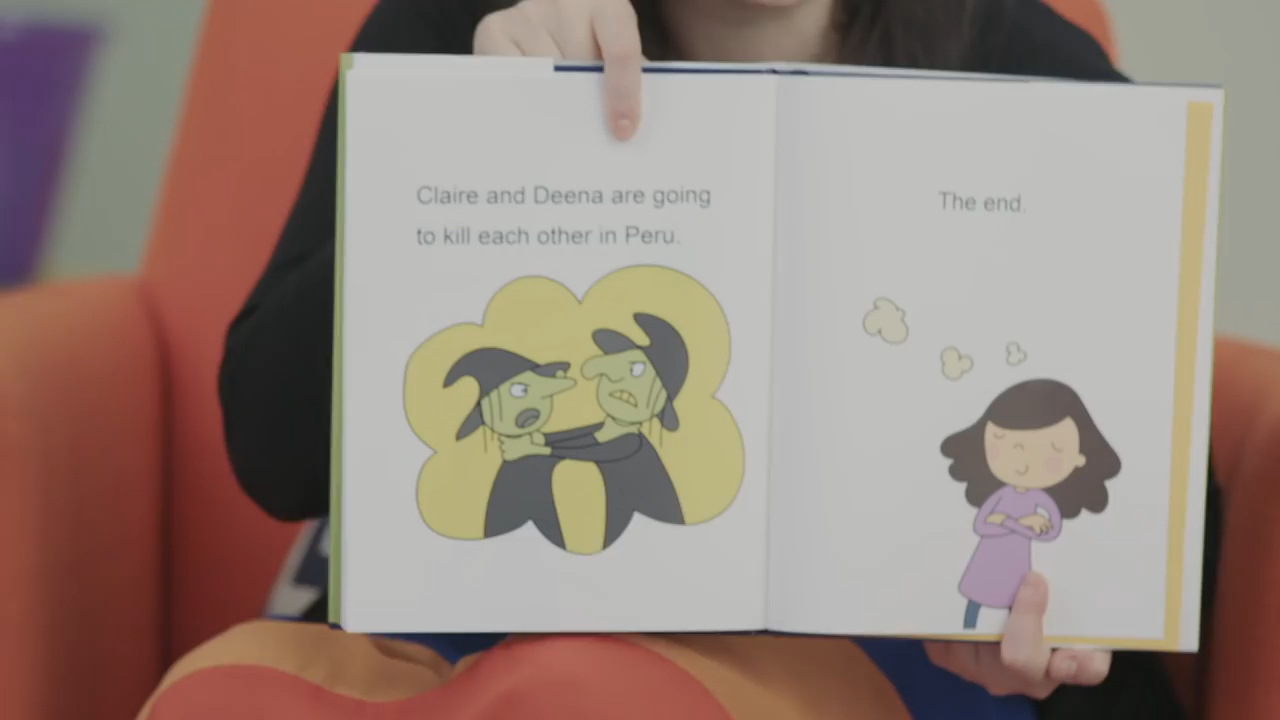 Claire and Deena are going
to kill each other in Peru.
The end.